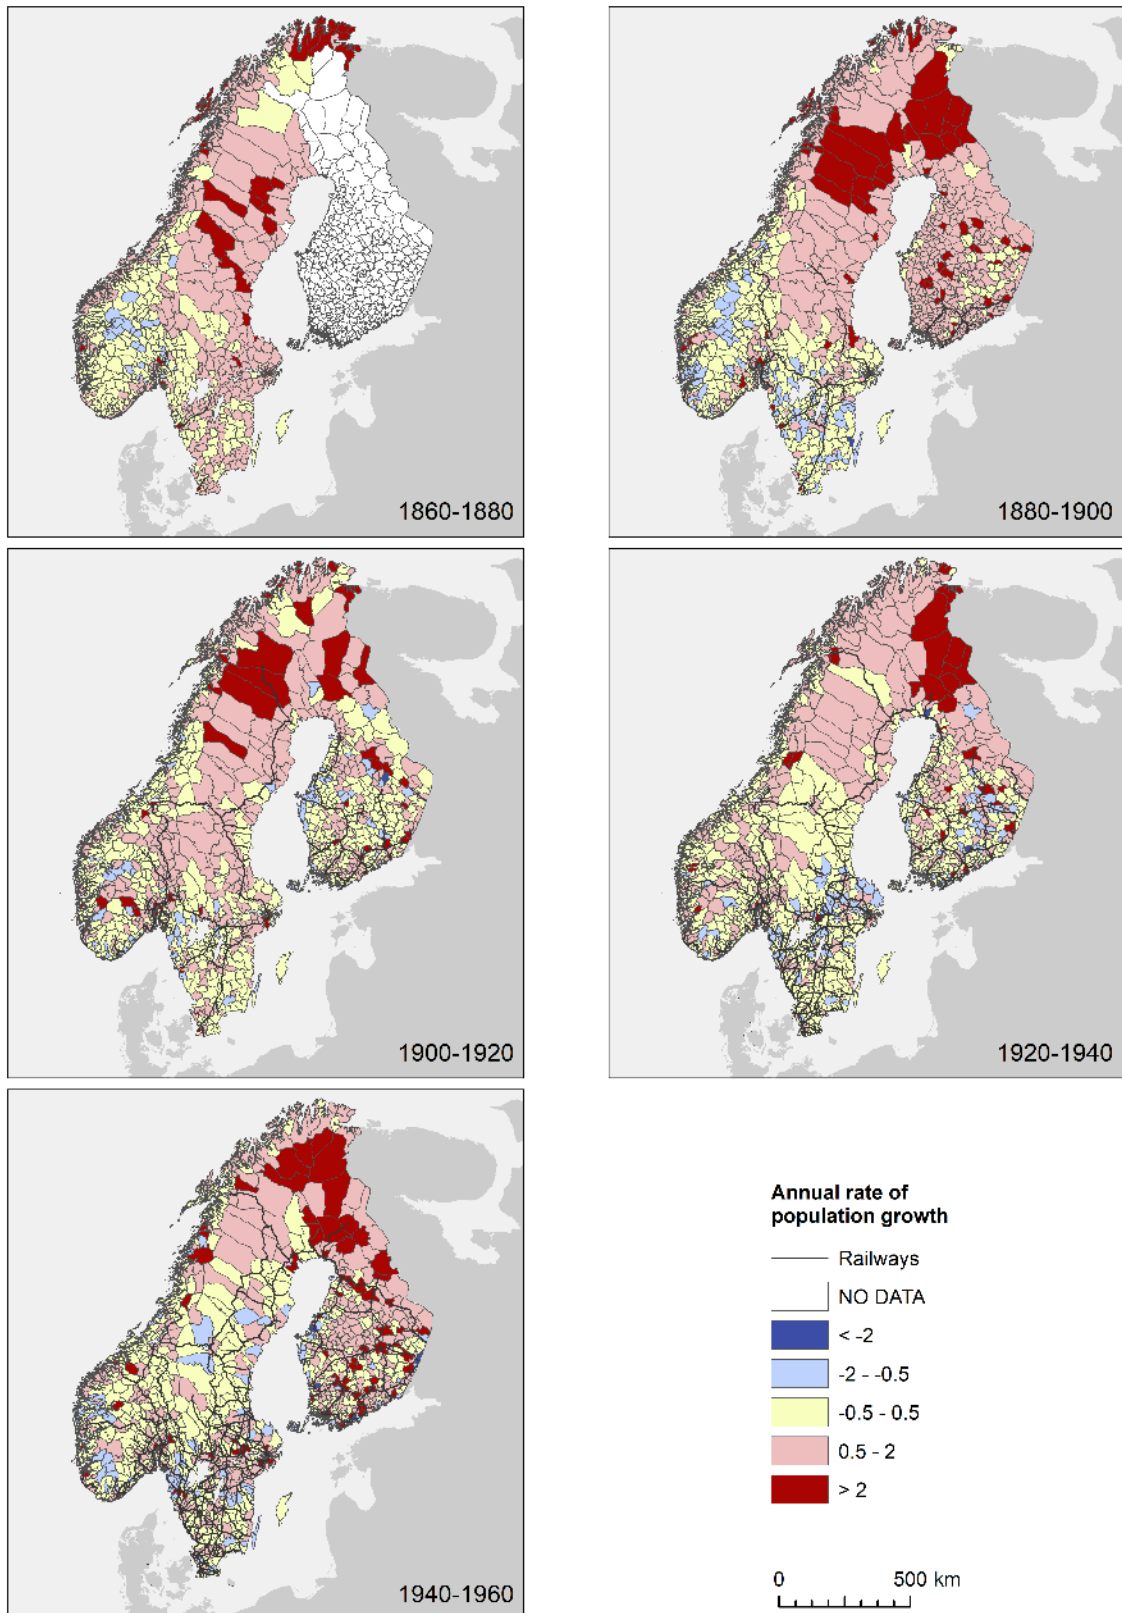 1860-1880
1880-1900
1900-1920
1920-1940
1940-1960
Annual rate of
population growth
Railways
NO DATA
< -2
-2 - -0.5
-0.5 - 0.5
0.5 - 2
> 2
0 500 km